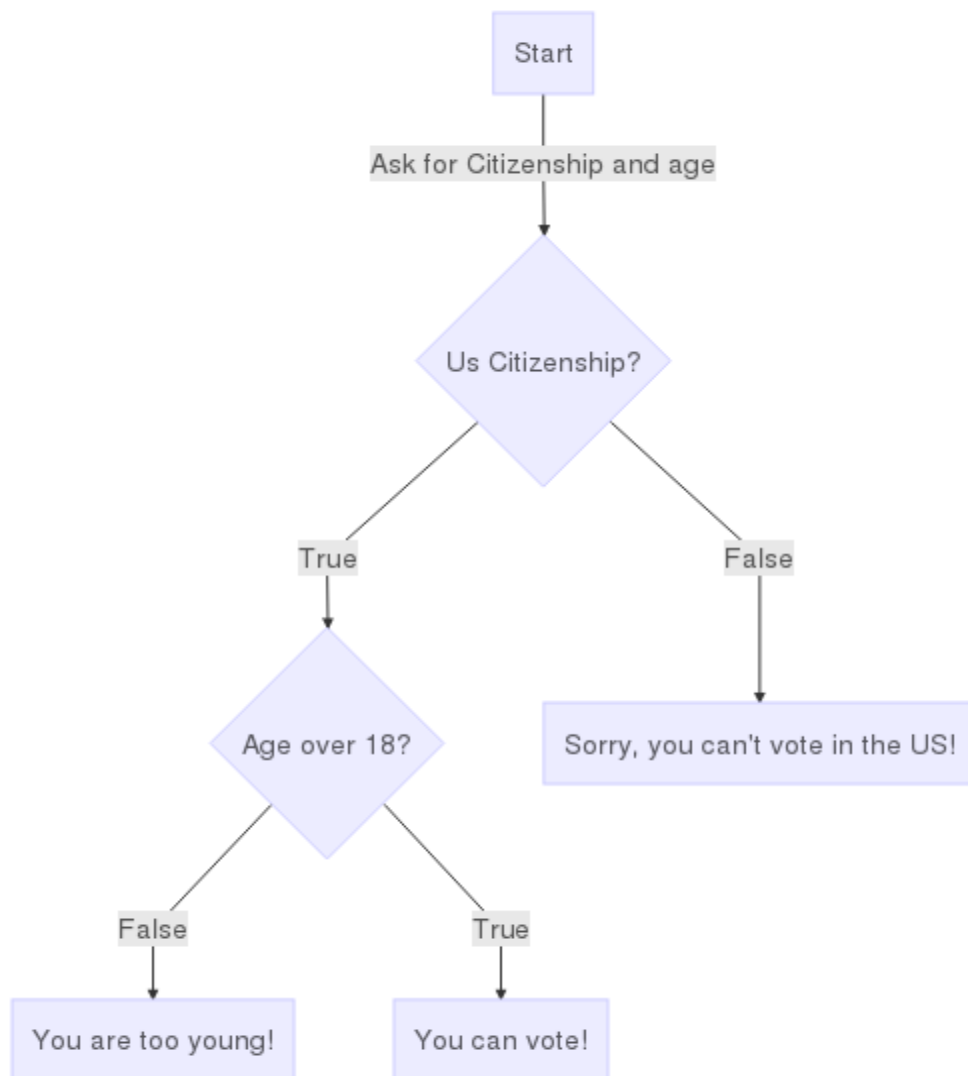 Start
Ask for Citizenship and age
Us Citizenship?
True
False
Age over 18?
Sorry, you can't vote in the US!
False
True
You are too young!
You can vote!